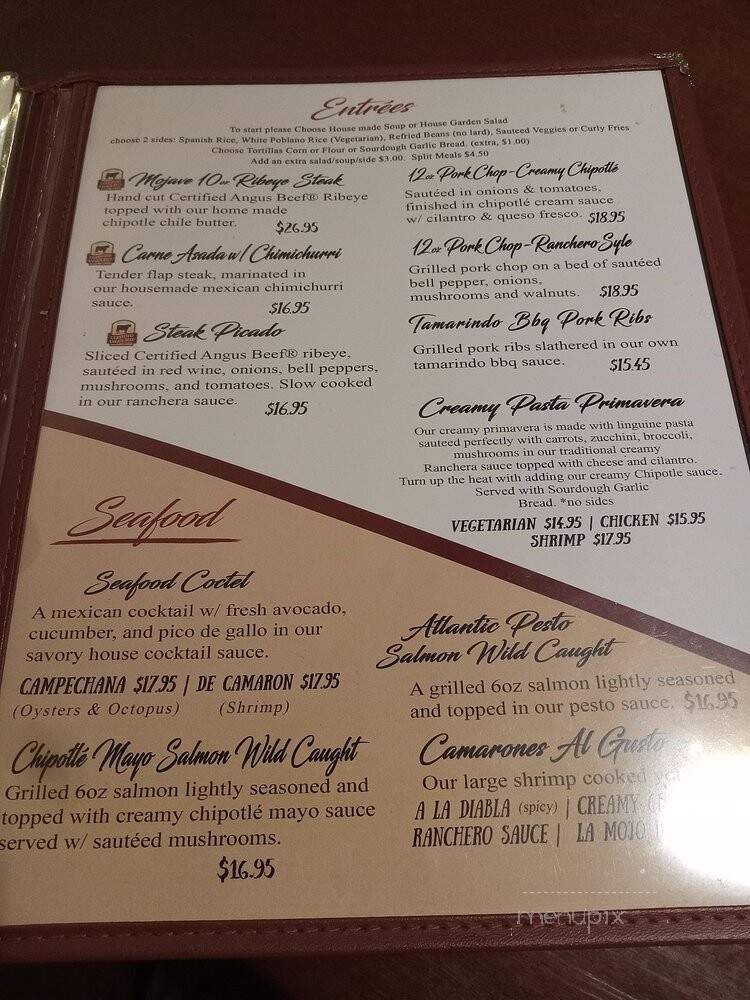 Entrées
To start please Choose House made Soup or House Garden Salad
choose 2 sides: Spanish Rice, White Poblano Rice (Vegetarian), Refried Beans (no lard), Sauteed Veggies or Curly Fries
Choose Tortillas Corn or Flour or Sourdough Garlic Bread. (extra, $1.00)
Add an extra salad/soup/side $3.00. Split Meals $4.50
Mojave 10oz Ribeye Steak
Hand cut Certified Angus Beef® Ribeye
topped with our home made
chipotle chile butter. $26.95
Carne Asada w/ Chimichurri
Tender flap steak, marinated in
our housemade mexican chimichurri
sauce. $16.95
Steak Picado
Sliced Certified Angus Beef® ribeye,
sautéed in red wine, onions, bell peppers,
mushrooms, and tomatoes. Slow cooked
in our ranchera sauce. $16.95
12oz Pork Chop-Creamy Chipotlé
Sautéed in onions & tomatoes,
finished in chipotlé cream sauce
w/ cilantro & queso fresco. $18.95
12oz Pork Chop-Ranchero Syle
Grilled pork chop on a bed of sautéed
bell pepper, onions,
mushrooms and walnuts. $18.95
Tamarindo Bbq Pork Ribs
Grilled pork ribs slathered in our own
tamarindo bbq sauce. $15.45
Creamy Pasta Primavera
Our creamy primavera is made with linguine pasta
sauteed perfectly with carrots, zucchini, broccoli,
mushrooms in our traditional creamy
Ranchera sauce topped with cheese and cilantro.
Turn up the heat with adding our creamy Chipotle sauce.
Served with Sourdough Garlic
Bread. *no sides
VEGETARIAN $14.95 | CHICKEN $15.95
SHRIMP $17.95
Seafood
Seafood Coctel
A mexican cocktail w/ fresh avocado,
cucumber, and pico de gallo in our
savory house cocktail sauce.
CAMPECHANA $17.95 | DE CAMARON $17.95
(Oysters & Octopus) (Shrimp)
Chipotlé Mayo Salmon Wild Caught
Grilled 6oz salmon lightly seasoned and
topped with creamy chipotlé mayo sauce
served w/ sautéed mushrooms.
$16.95
Atlantic Pesto
Salmon Wild Caught
A grilled 6oz salmon lightly seasoned
and topped in our pesto sauce. $16.95
Camarones Al Gusto
Our large shrimp cooked
A LA DIABLA (spicy) | CREAMY
RANCHERO SAUCE | LA MOJO
menupix